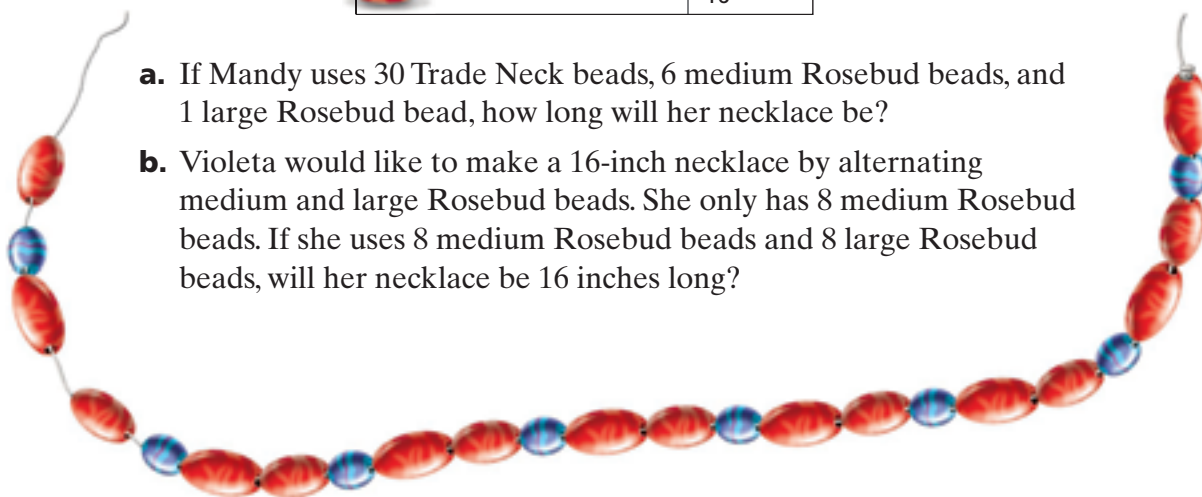 a. If Mandy uses 30 Trade Neck beads, 6 medium Rosebud beads, and
1 large Rosebud bead, how long will her necklace be?
b. Violeta would like to make a 16-inch necklace by alternating
medium and large Rosebud beads. She only has 8 medium Rosebud
beads. If she uses 8 medium Rosebud beads and 8 large Rosebud
beads, will her necklace be 16 inches long?